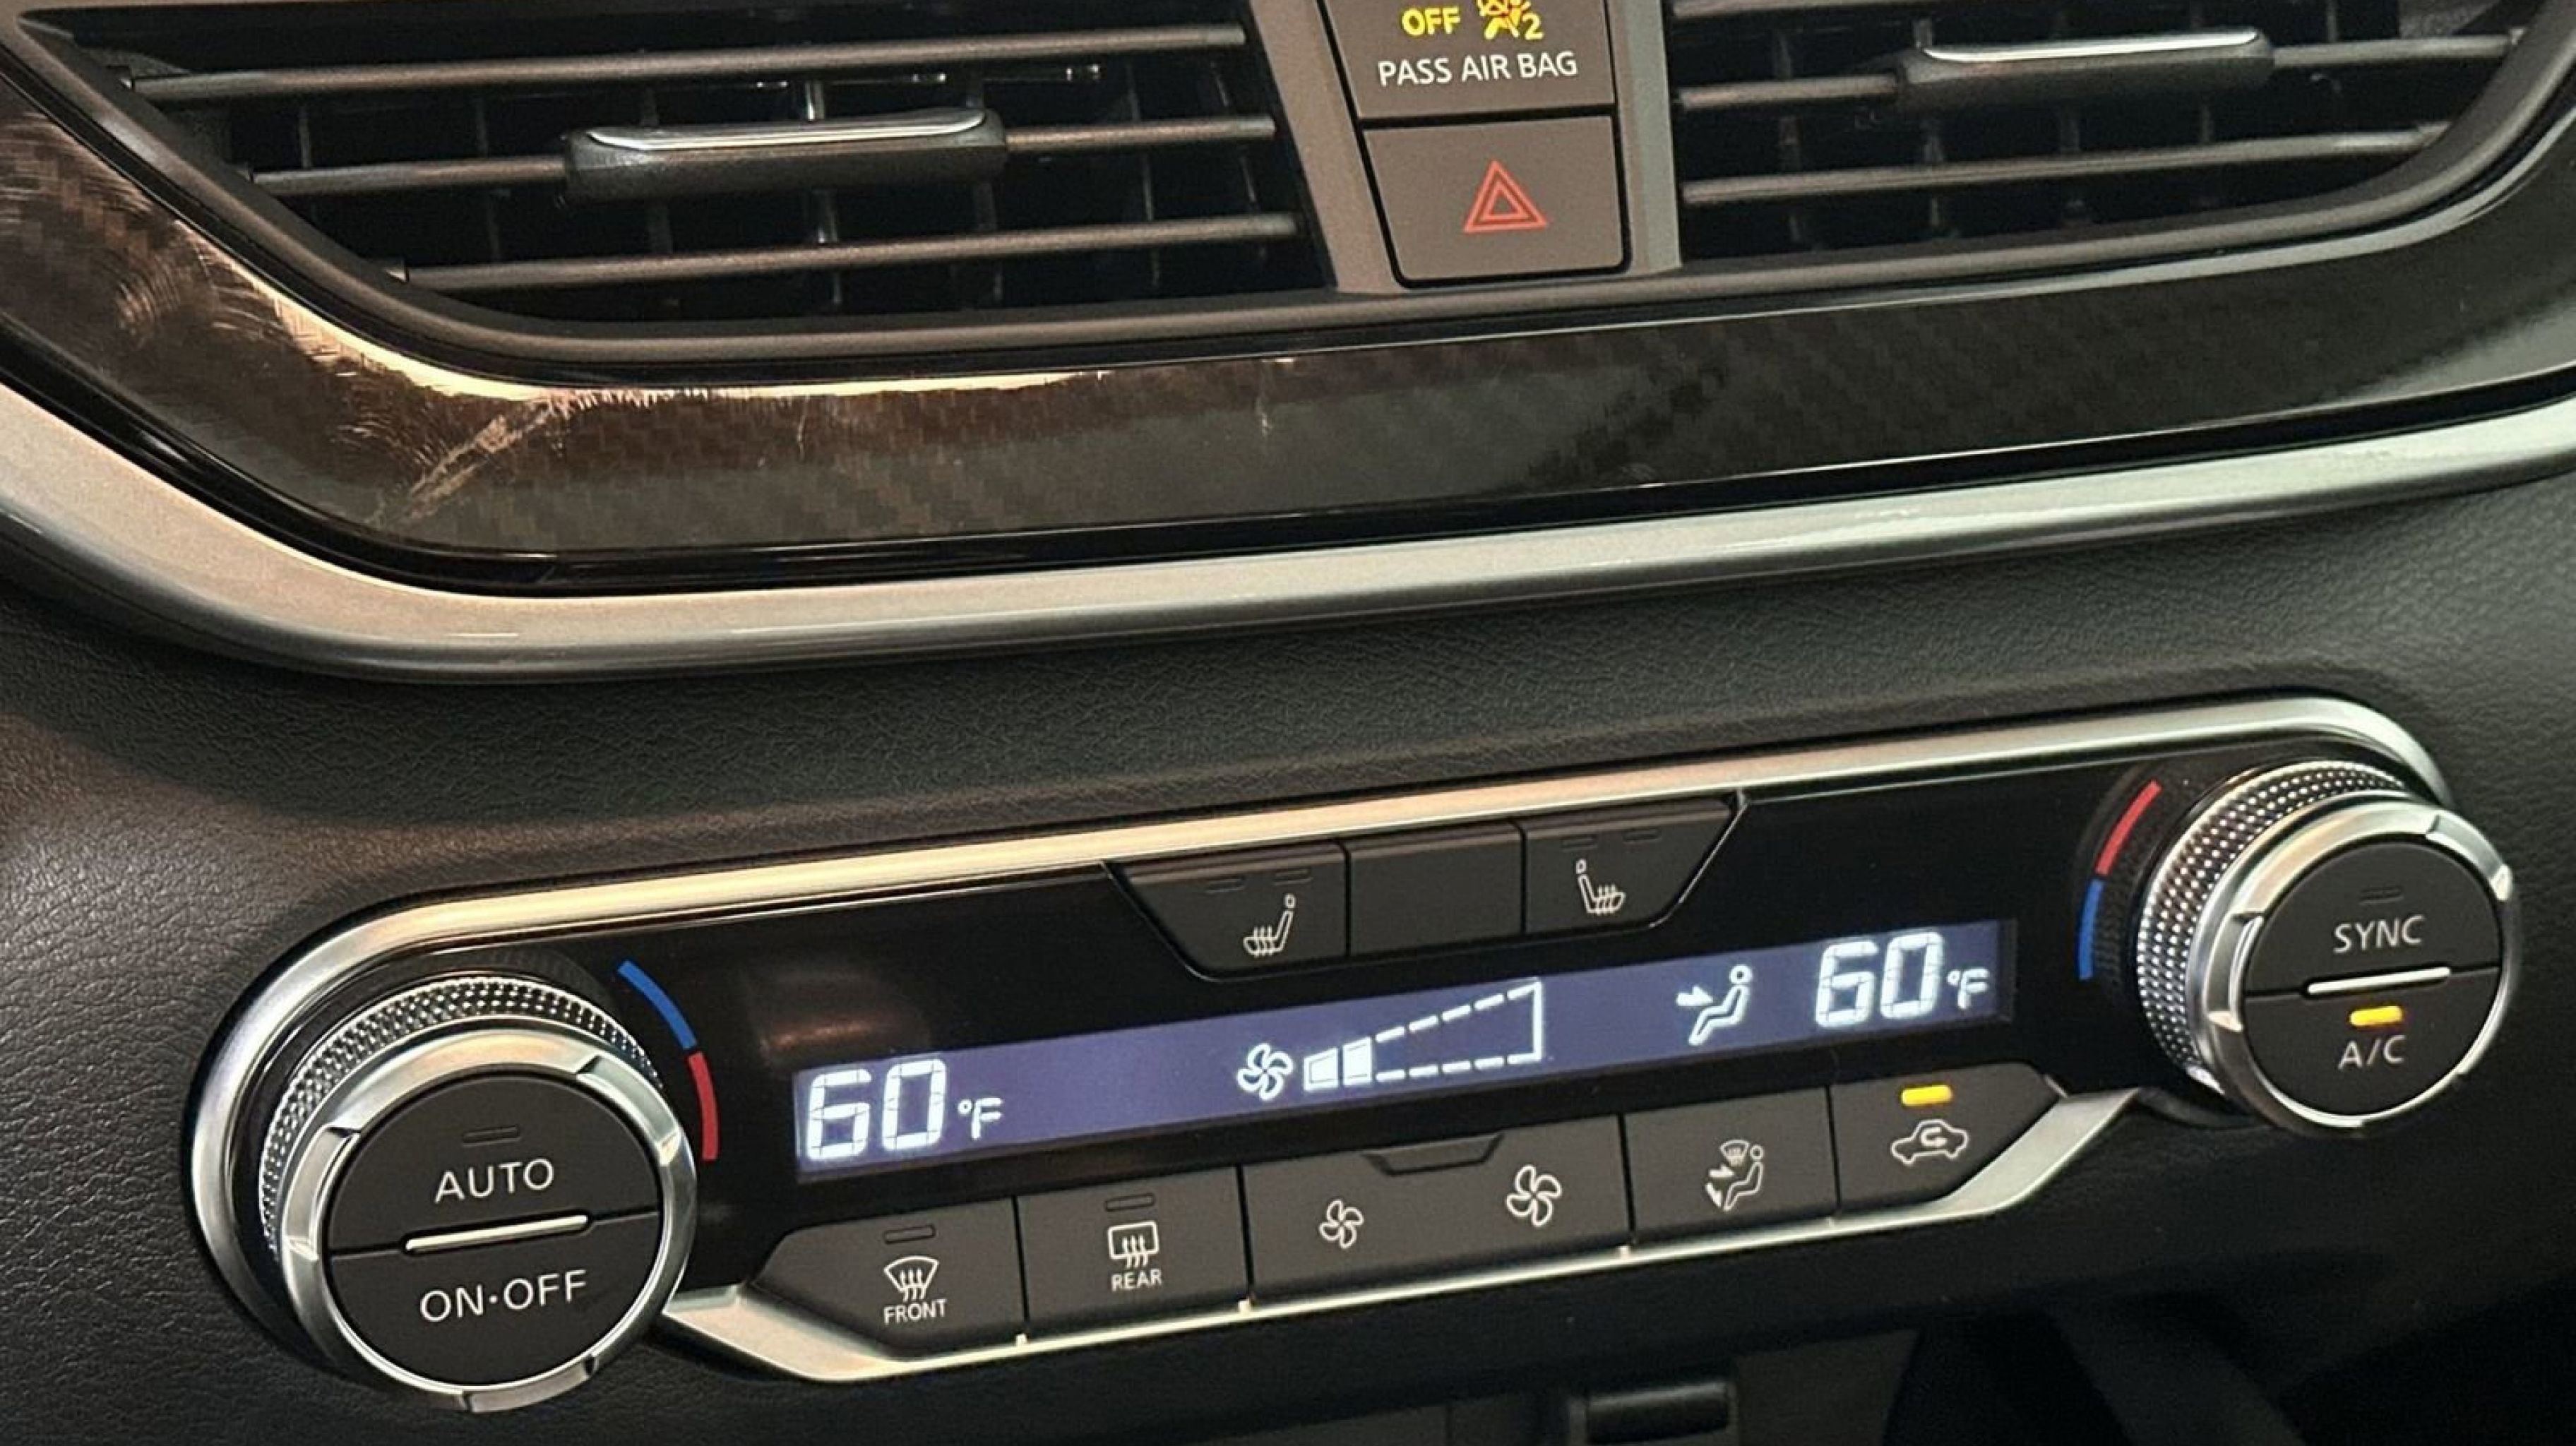 OFF 2
PASS AIR BAG
60°F
60°F
SYNC
A/C
AUTO
ON·OFF
FRONT
REAR